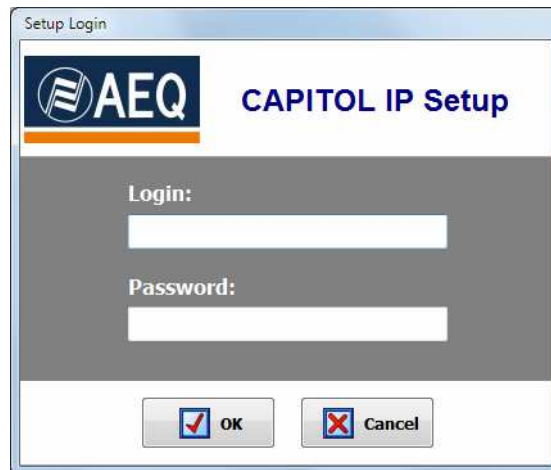 Setup Login
AEQ
CAPITOL IP Setup
Login:
Password:
OK
Cancel